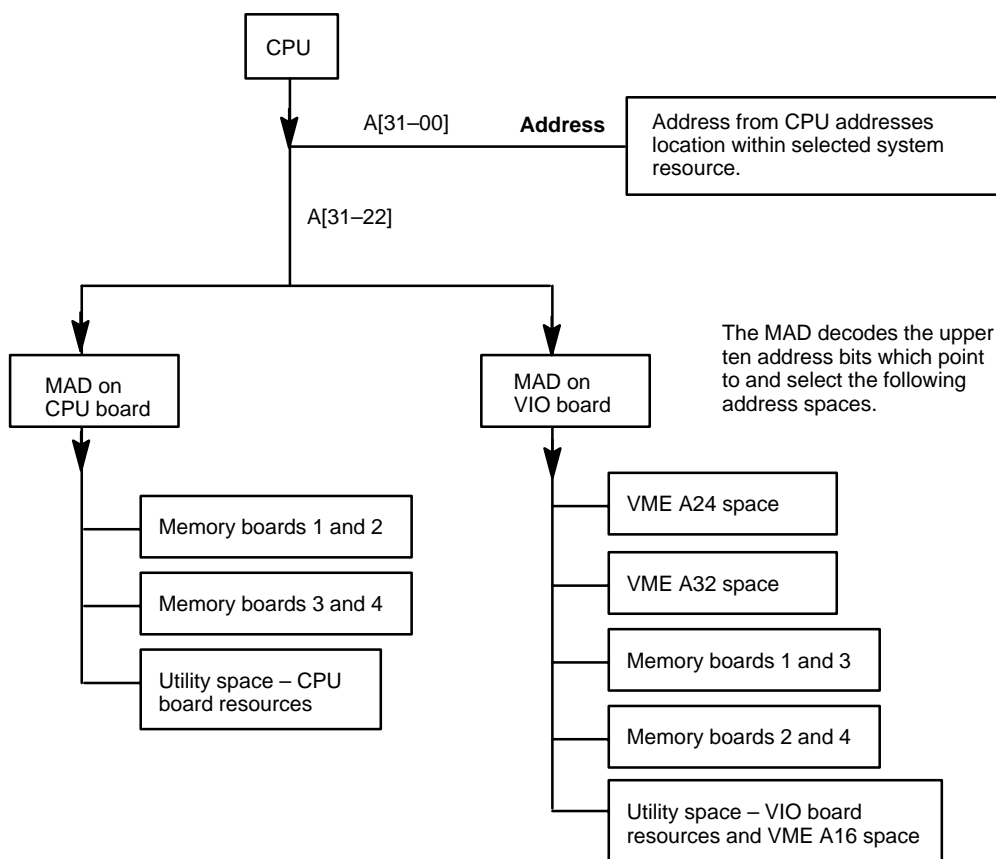 CPU
A[31–00]
Address
Address from CPU addresses
location within selected system
resource.
A[31–22]
The MAD decodes the upper
ten address bits which point
to and select the following
address spaces.
MAD on
CPU board
MAD on
VIO board
Memory boards 1 and 2
Memory boards 3 and 4
Utility space – CPU
board resources
VME A24 space
VME A32 space
Memory boards 1 and 3
Memory boards 2 and 4
Utility space – VIO board
resources and VME A16 space